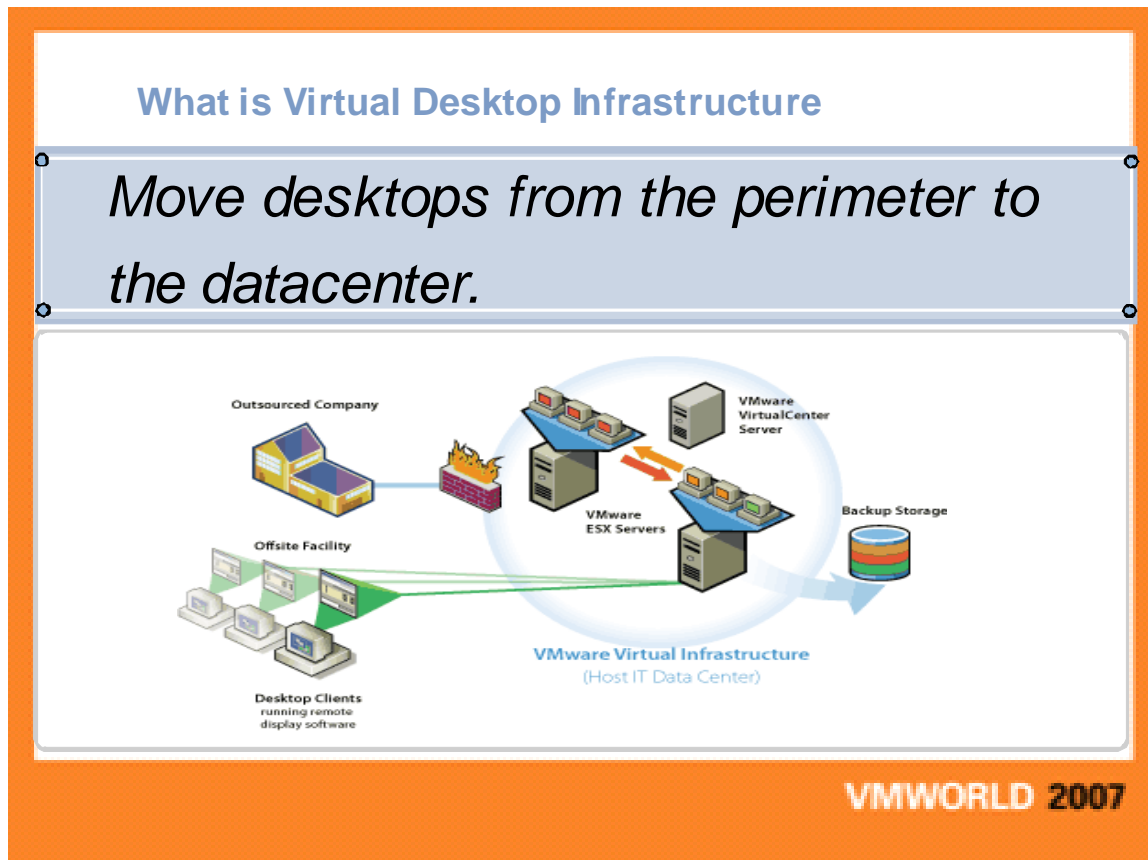 What is Virtual Desktop Infrastructure
Move desktops from the perimeter to
the datacenter.
Outsourced Company
VMware
VirtualCenter
Server
VMware
ESX Servers
Backup Storage
Offsite Facility
VMware Virtual Infrastructure
(Host IT Data Center)
Desktop Clients
running remote
display software
VMWORLD 2007